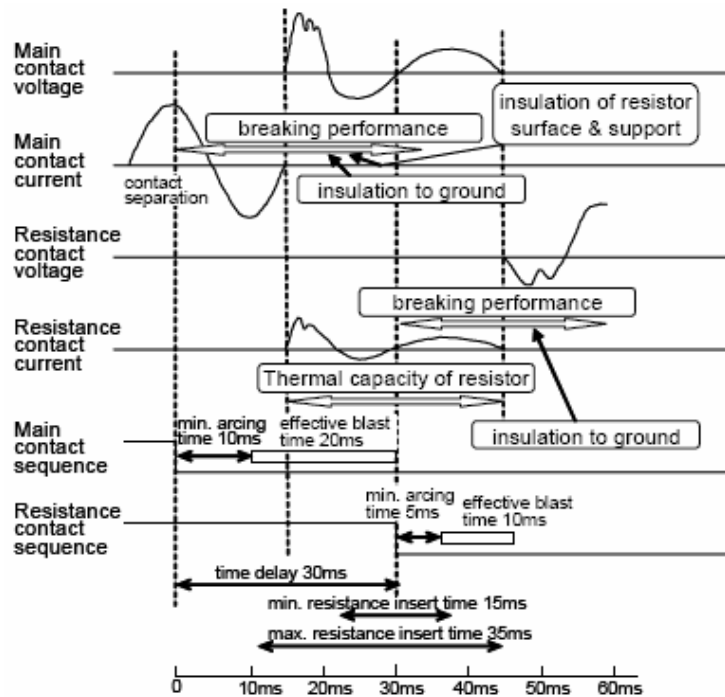 Main
contact
voltage
insulation of resistor
surface & support
breaking performance
Main
contact
current
contact
separation
insulation to ground
Resistance
contact
voltage
breaking performance
Resistance
contact
current
Thermal capacity of resistor
insulation to ground
Main
contact
sequence
min. arcing
time 10ms
effective blast
time 20ms
Resistance
contact
sequence
min. arcing
time 5ms
effective blast
time 10ms
time delay 30ms
min. resistance insert time 15ms
max. resistance insert time 35ms
0 10ms 20ms 30ms 40ms 50ms 60ms